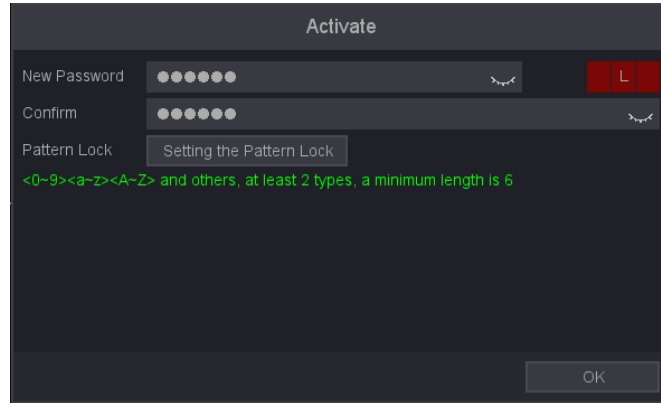 Activate
New Password ●●●●●● L
Confirm ●●●●●●
Pattern Lock Setting the Pattern Lock
<0~9><a~z><A~Z> and others, at least 2 types, a minimum length is 6
OK